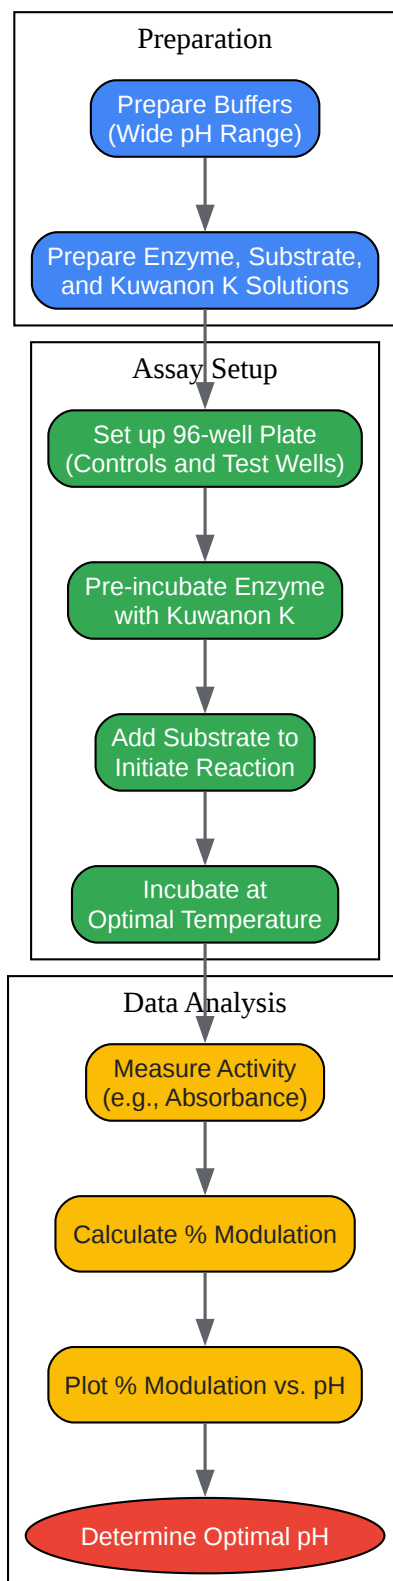 Preparation
Prepare Buffers
(Wide pH Range)
Prepare Enzyme, Substrate,
and Kuwanon K Solutions
Assay Setup
Set up 96-well Plate
(Controls and Test Wells)
Pre-incubate Enzyme
with Kuwanon K
Add Substrate to
Initiate Reaction
Incubate at
Optimal Temperature
Data Analysis
Measure Activity
(e.g., Absorbance)
Calculate % Modulation
Plot % Modulation vs. pH
Determine Optimal pH